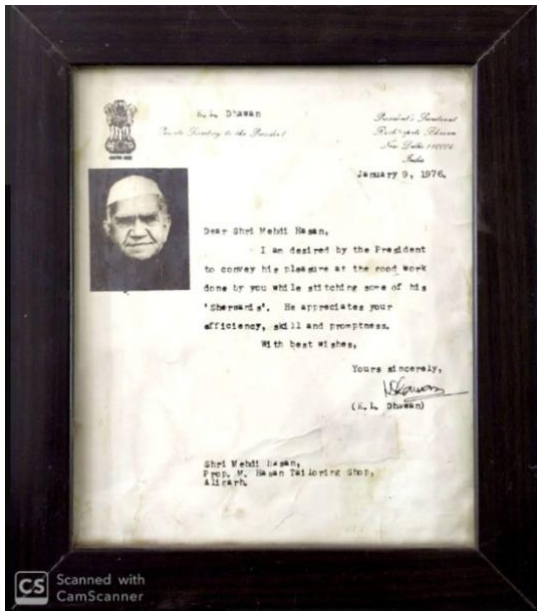 K.L. Dhawan
Private Secretary to the President
President's Secretariat
Rashtrapati Bhavan
New Delhi-110004
India
January 9, 1976.
Dear Shri Mehdi Hasan,
I am desired by the President
to convey his pleasure at the good work
done by you while stitching some of his
'Sherwanis'. He appreciates your
efficiency, skill and promptness.
With best wishes,
Yours sincerely,
(K.L. Dhawan)
Shri Mehdi Hasan,
Prop. M. Hasan Tailoring Shop,
Aligarh.
CS Scanned with
CamScanner